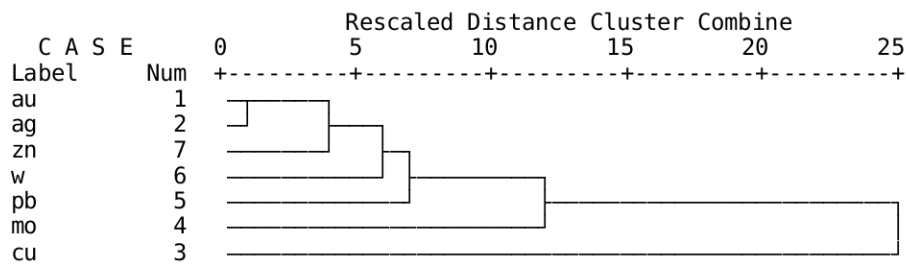 Rescaled Distance Cluster Combine
C A S E 0 5 10 15 20 25
Label Num +---------+---------+---------+---------+---------+
au 1
ag 2
zn 7
w 6
pb 5
mo 4
cu 3